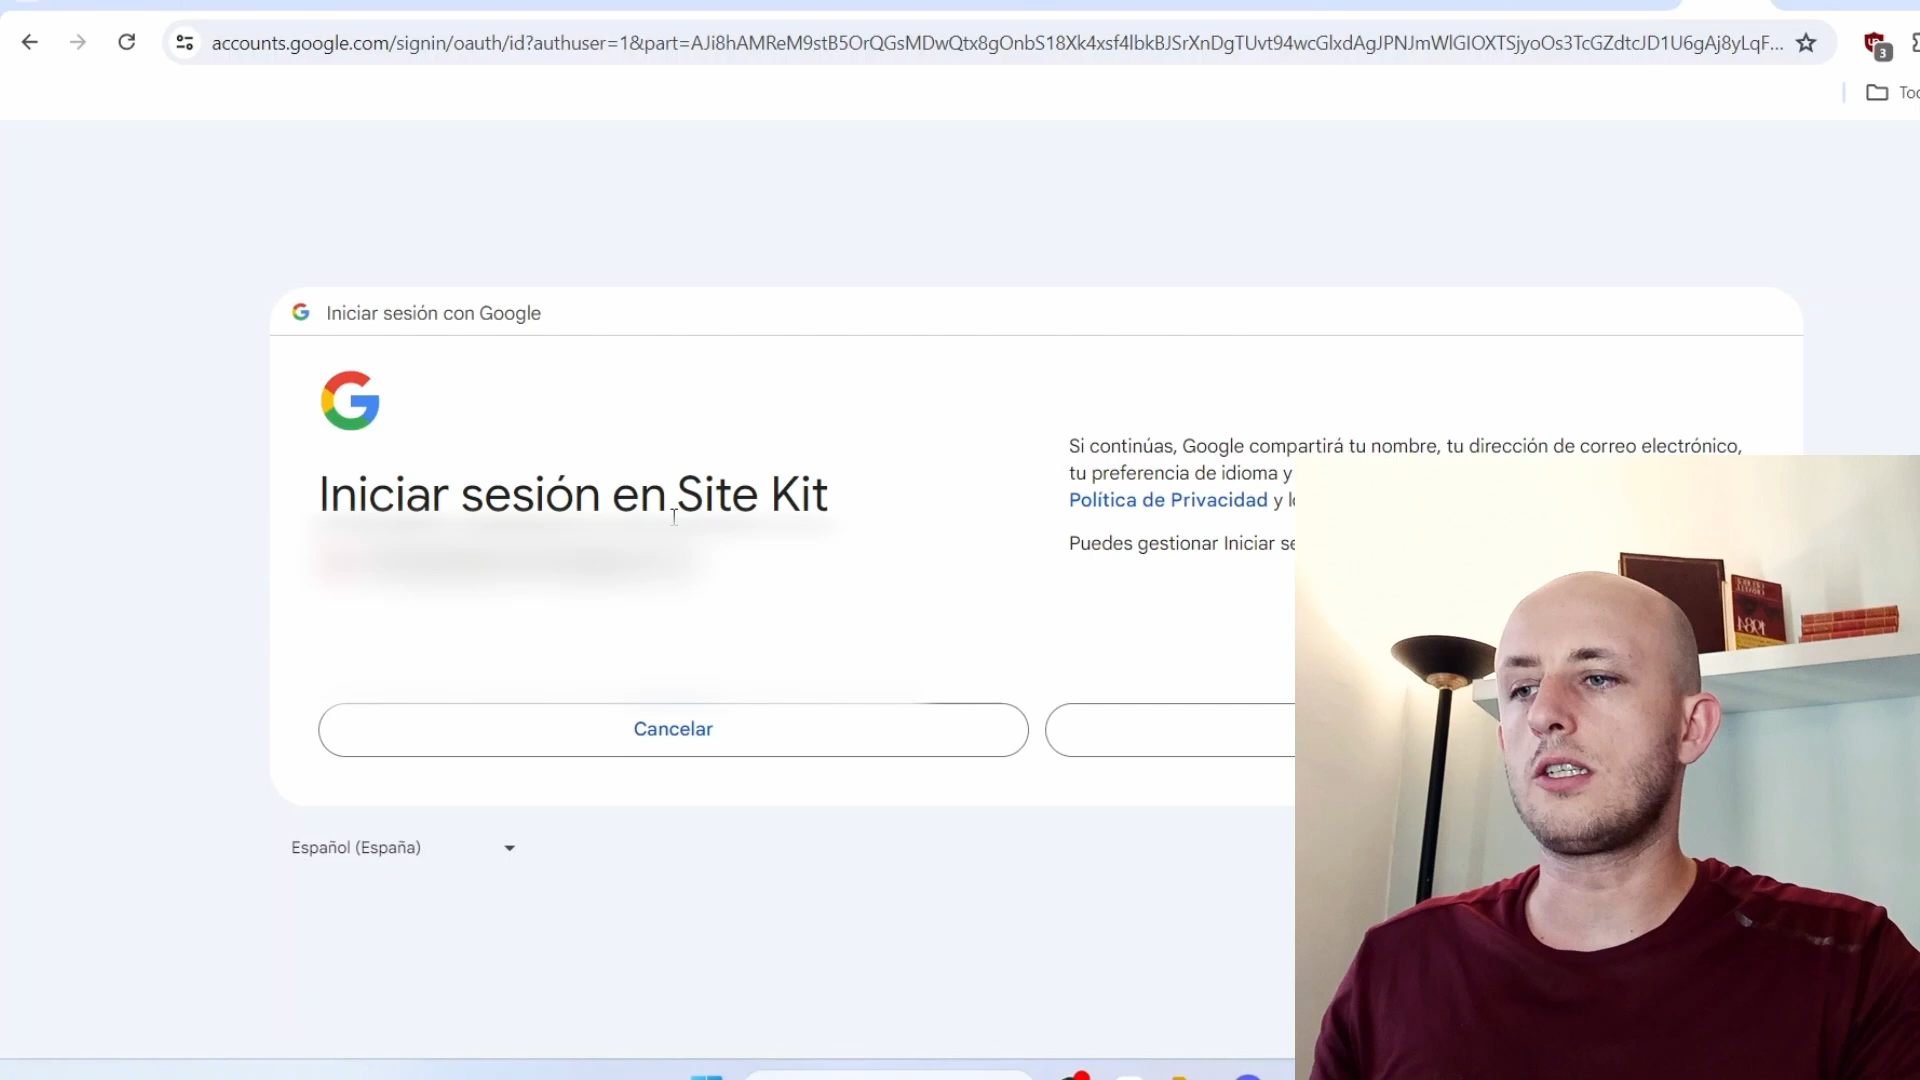 accounts.google.com/signin/oauth/id?authuser=1&part=AJi8hAMReM9stB5OrQGsMDwQtx8gOnbS18Xk4xsf4lbkBJSrXnDgTUvt94wcGlxdAgJPNJmWlGIOXTSjyoOs3TcGZdtcJD1U6gAj8yLqF...
3
Iniciar sesión con Google
Iniciar sesión en Site Kit
Si continúas, Google compartirá tu nombre, tu dirección de correo electrónico,
tu preferencia de idioma y
Política de Privacidad y
Puedes gestionar Iniciar
Cancelar
Español (España)
1984